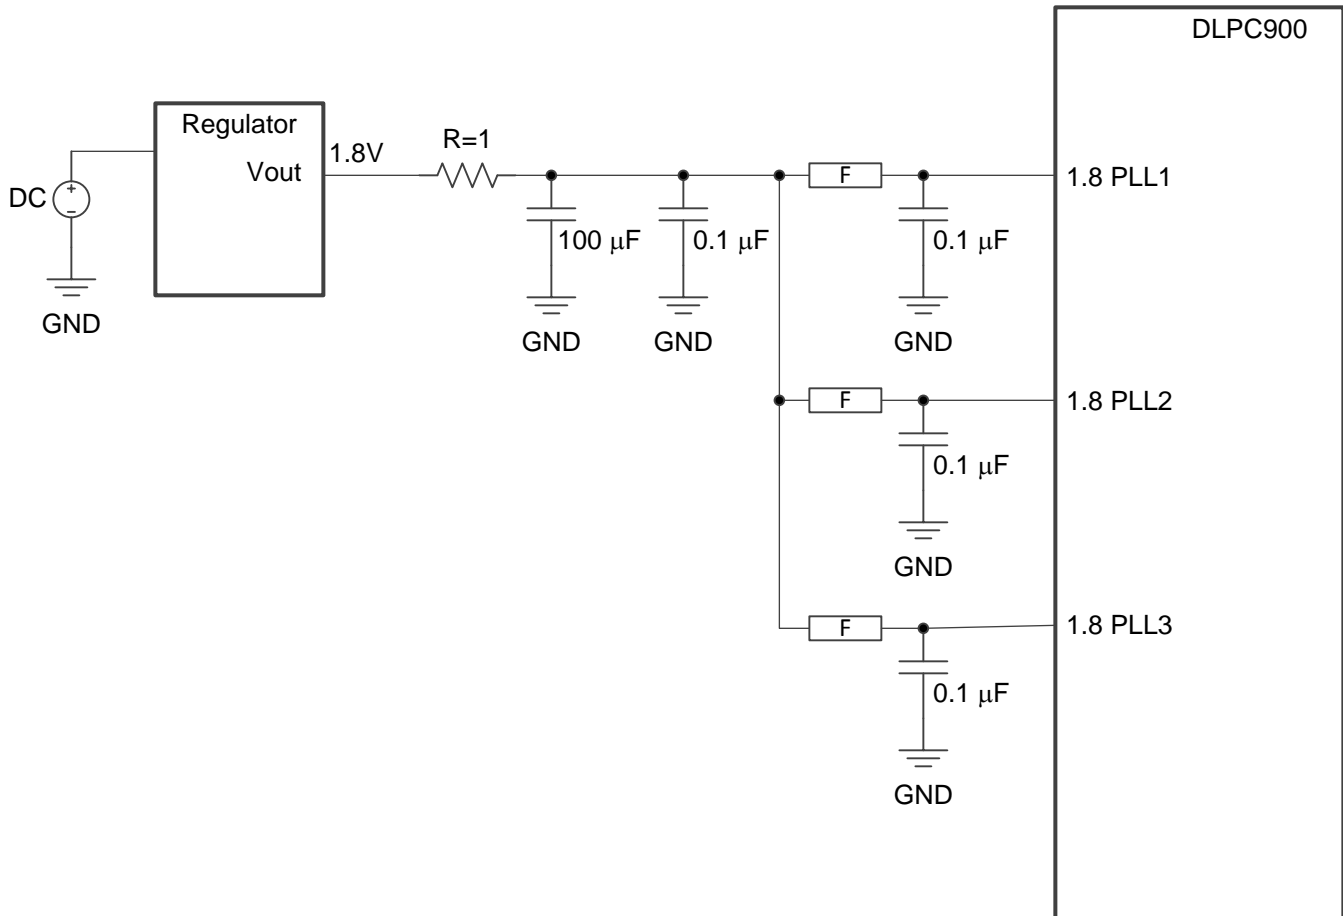 DLPC900
Regulator
Vout
1.8V
R=1
DC
GND
100 μF
0.1 μF
GND
GND
F
0.1 μF
GND
1.8 PLL1
F
0.1 μF
GND
1.8 PLL2
F
0.1 μF
GND
1.8 PLL3